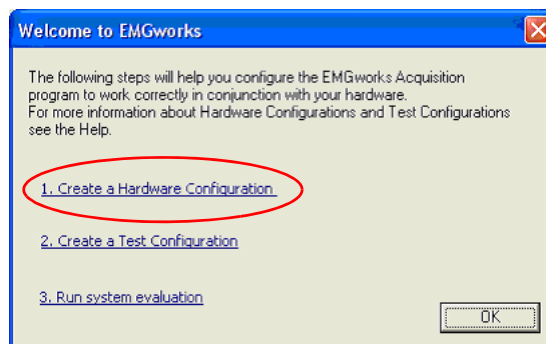 Welcome to EMGworks
The following steps will help you configure the EMGworks Acquisition
program to work correctly in conjunction with your hardware.
For more information about Hardware Configurations and Test Configurations
see the Help.
1. Create a Hardware Configuration
2. Create a Test Configuration
3. Run system evaluation
OK